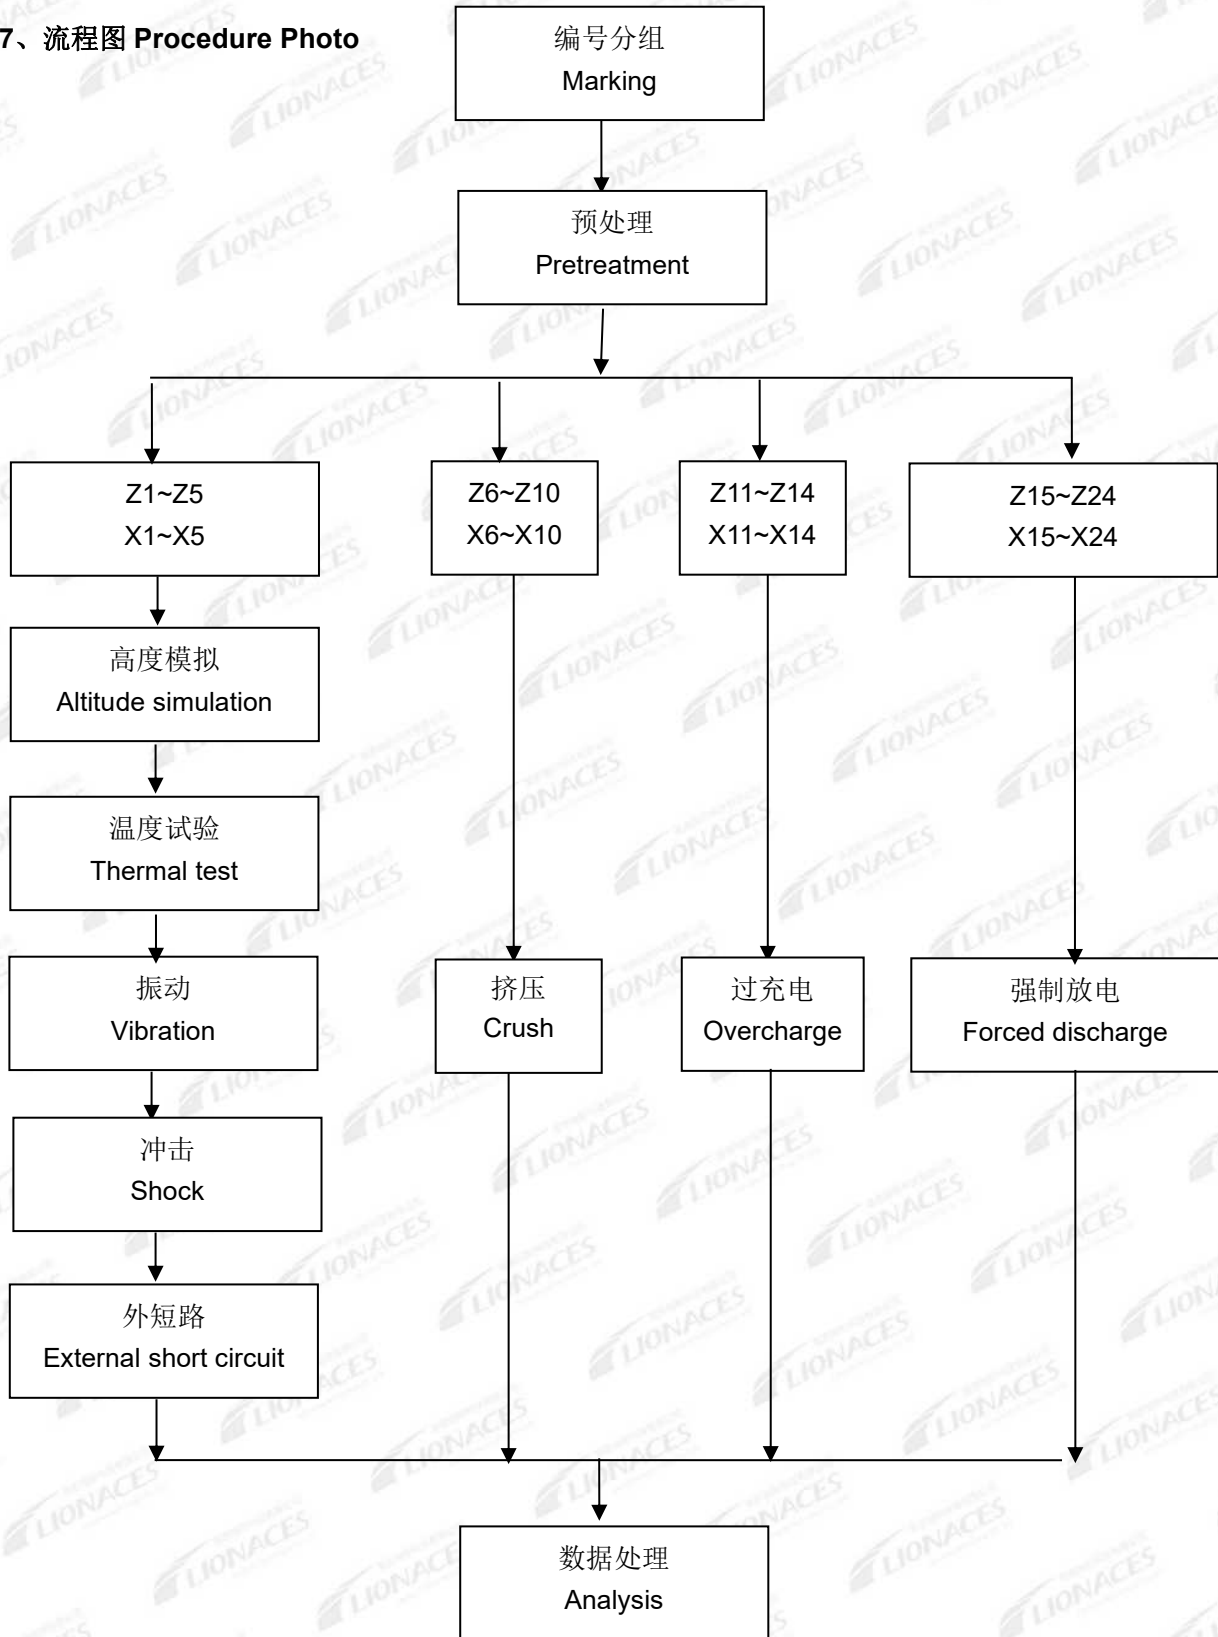 7、流程图 Procedure Photo
编号分组
Marking
预处理
Pretreatment
Z1~Z5
X1~X5
Z6~Z10
X6~X10
Z11~Z14
X11~X14
Z15~Z24
X15~X24
高度模拟
Altitude simulation
温度试验
Thermal test
振动
Vibration
挤压
Crush
过充电
Overcharge
强制放电
Forced discharge
冲击
Shock
外短路
External short circuit
数据处理
Analysis
LIONACES